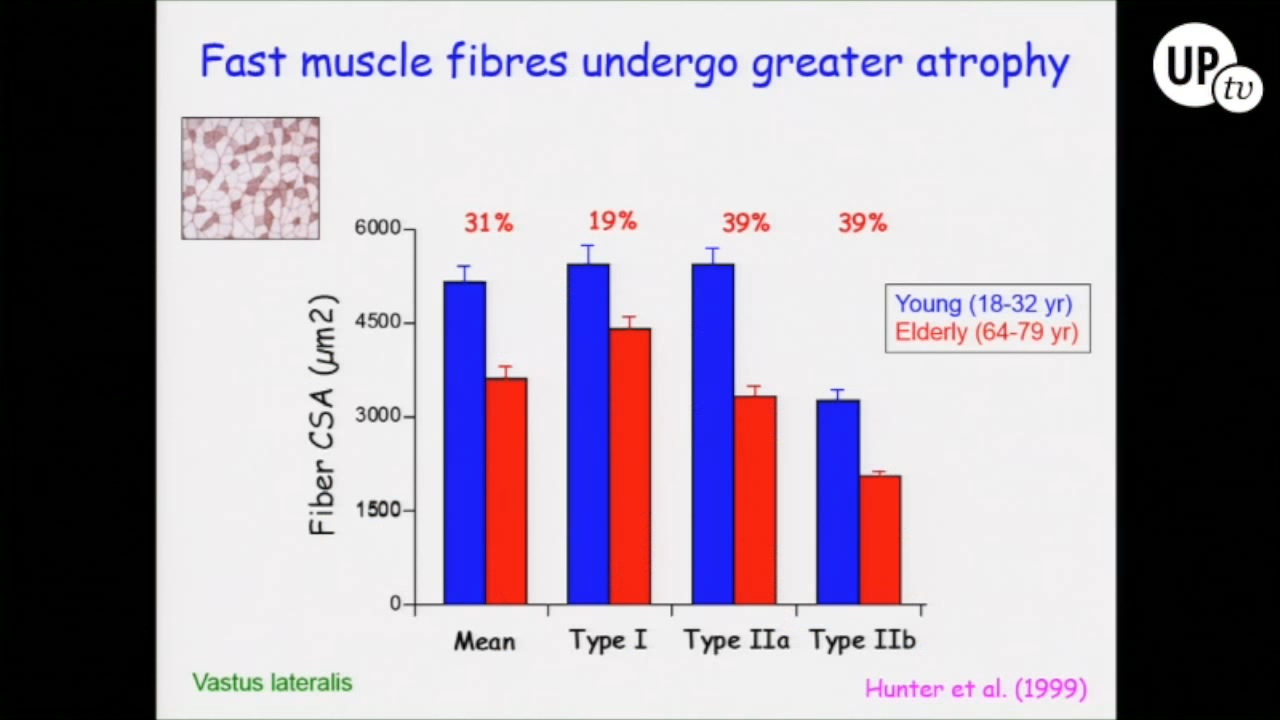 Fast muscle fibres undergo greater atrophy
UP
tv
31% 19% 39% 39%
6000
4500
3000
1500
0
Fiber CSA (µm2)
Young (18-32 yr)
Elderly (64-79 yr)
Mean Type I Type IIa Type IIb
Vastus lateralis
Hunter et al. (1999)